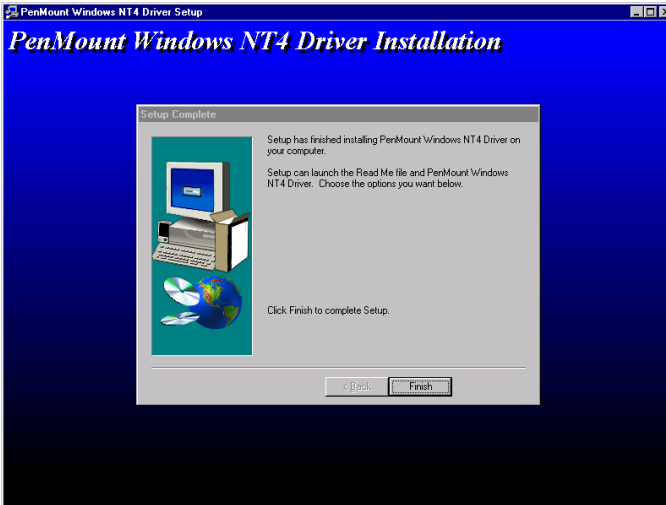 PenMount Windows NT4 Driver Setup
PenMount Windows NT4 Driver Installation
Setup Complete
Setup has finished installing PenMount Windows NT4 Driver on
your computer.
Setup can launch the Read Me file and PenMount Windows
NT4 Driver. Choose the options you want below.
Click Finish to complete Setup.
< Back
Finish